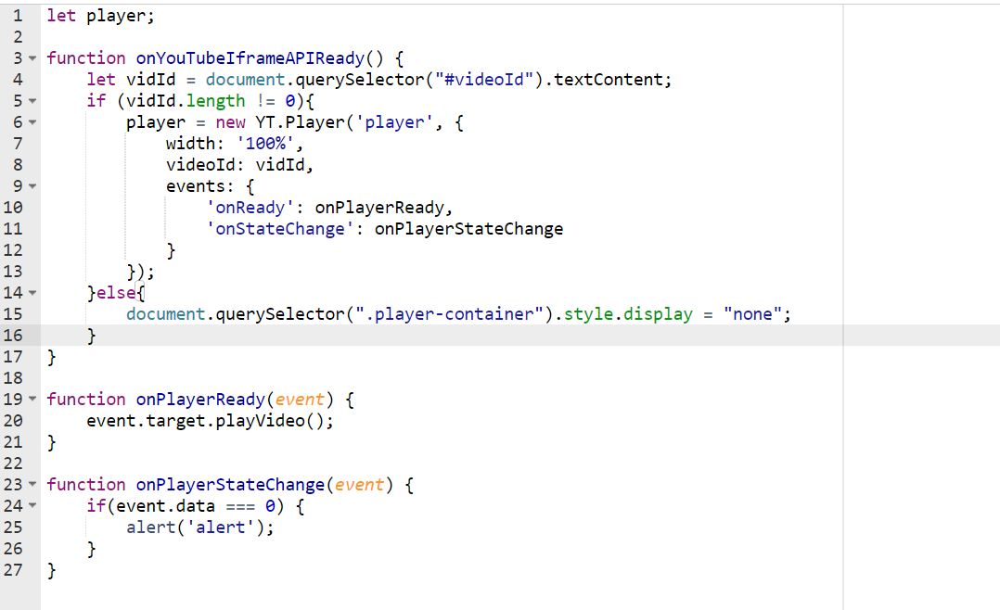 1 let player;
2
3 function onYouTubeIframeAPIReady() {
4     let vidId = document.querySelector("#videoId").textContent;
5     if (vidId.length != 0){
6         player = new YT.Player('player', {
7             width: '100%',
8             videoId: vidId,
9             events: {
10                 'onReady': onPlayerReady,
11                 'onStateChange': onPlayerStateChange
12             }
13         });
14     }else{
15         document.querySelector(".player-container").style.display = "none";
16     }
17 }
18
19 function onPlayerReady(event) {
20     event.target.playVideo();
21 }
22
23 function onPlayerStateChange(event) {
24     if(event.data === 0) {
25         alert('alert');
26     }
27 }